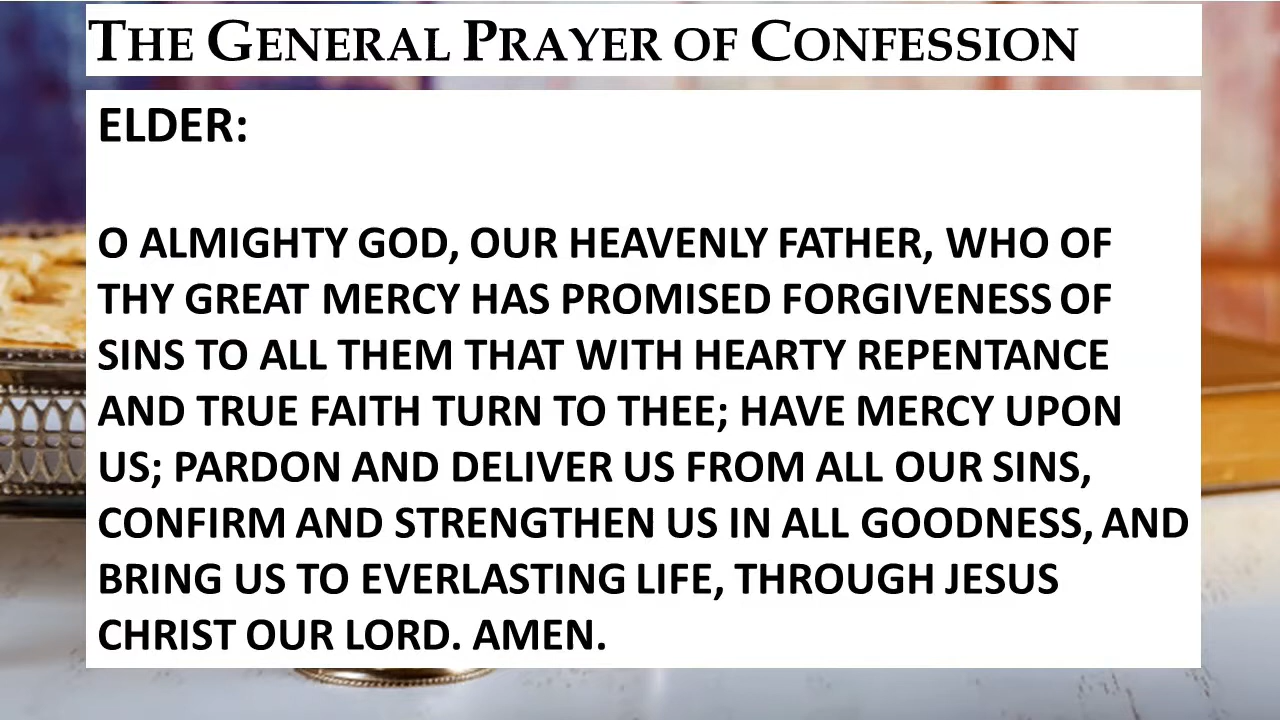 THE GENERAL PRAYER OF CONFESSION
ELDER:
O ALMIGHTY GOD, OUR HEAVENLY FATHER, WHO OF
THY GREAT MERCY HAS PROMISED FORGIVENESS OF
SINS TO ALL THEM THAT WITH HEARTY REPENTANCE
AND TRUE FAITH TURN TO THEE; HAVE MERCY UPON
US; PARDON AND DELIVER US FROM ALL OUR SINS,
CONFIRM AND STRENGTHEN US IN ALL GOODNESS, AND
BRING US TO EVERLASTING LIFE, THROUGH JESUS
CHRIST OUR LORD. AMEN.